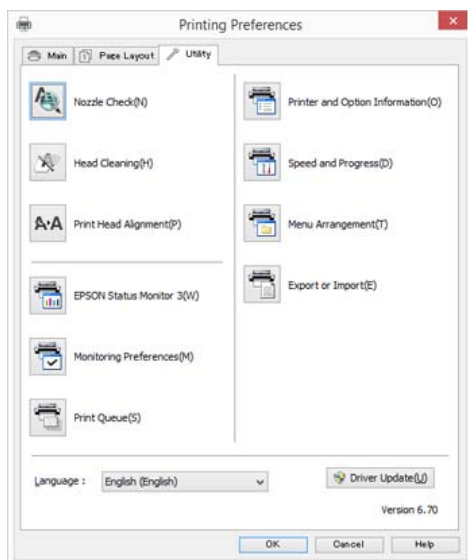 Printing Preferences
Main
Page Layout
Utility
Nozzle Check(N)
Head Cleaning(H)
Print Head Alignment(P)
EPSON Status Monitor 3(W)
Monitoring Preferences(M)
Print Queue(S)
Printer and Option Information(O)
Speed and Progress(D)
Menu Arrangement(T)
Export or Import(E)
Language :
English (English)
Driver Update(U)
Version 6.70
OK
Cancel
Help